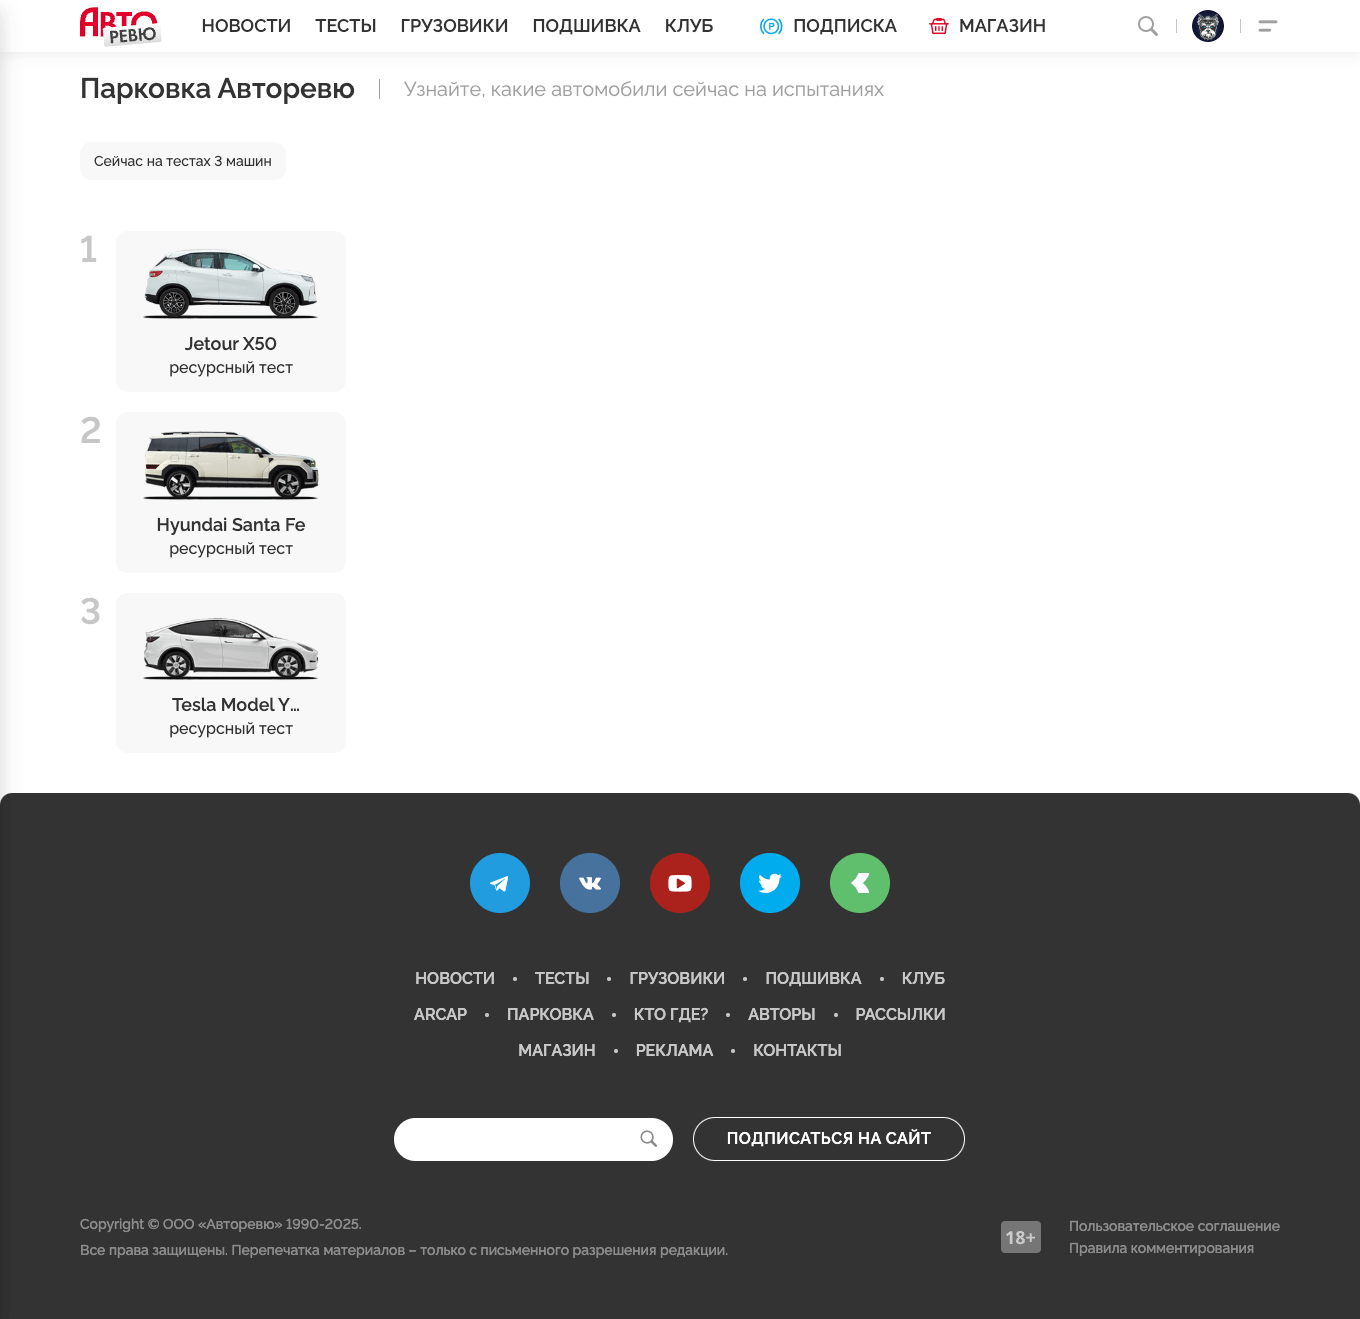 АВТО
РЕВЮ
НОВОСТИ ТЕСТЫ ГРУЗОВИКИ ПОДШИВКА КЛУБ ПОДПИСКА МАГАЗИН
Парковка Авторевю Узнайте, какие автомобили сейчас на испытаниях
Сейчас на тестах 3 машин
1
Jetour X50
ресурсный тест
2
Hyundai Santa Fe
ресурсный тест
3
Tesla Model Y...
ресурсный тест
НОВОСТИ • ТЕСТЫ • ГРУЗОВИКИ • ПОДШИВКА • КЛУБ
ARCAP • ПАРКОВКА • КТО ГДЕ? • АВТОРЫ • РАССЫЛКИ
МАГАЗИН • РЕКЛАМА • КОНТАКТЫ
ПОДПИСАТЬСЯ НА САЙТ
Copyright © ООО «Авторевю» 1990-2025.
Все права защищены. Перепечатка материалов – только с письменного разрешения редакции.
18+
Пользовательское соглашение
Правила комментирования